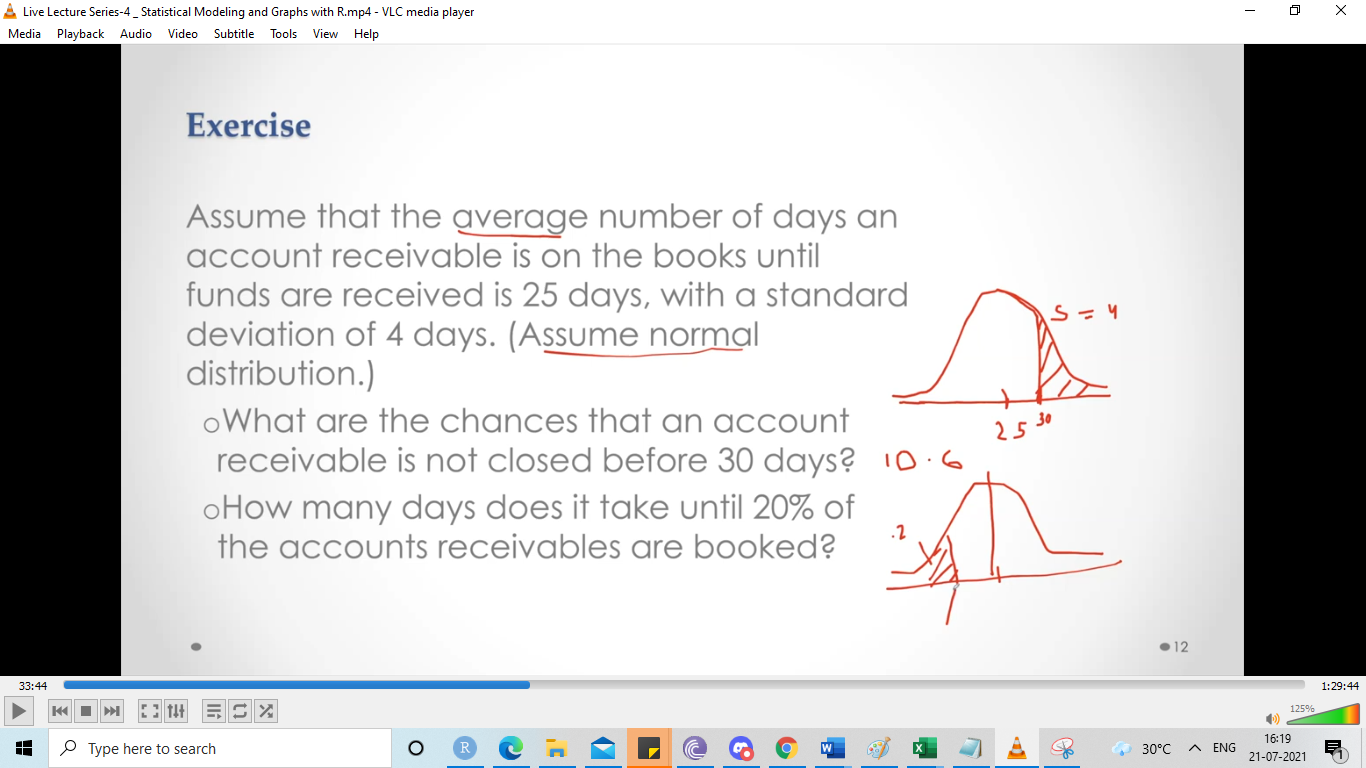 Live Lecture Series-4 _ Statistical Modeling and Graphs with R.mp4 - VLC media player
Media Playback Audio Video Subtitle Tools View Help
Exercise
Assume that the average number of days an
account receivable is on the books until
funds are received is 25 days, with a standard
deviation of 4 days. (Assume normal
distribution.)
oWhat are the chances that an account
receivable is not closed before 30 days?
oHow many days does it take until 20% of
the accounts receivables are booked?
S = 4
25 30
10.6
.2
12
33:44
1:29:44
125%
Type here to search
30°C
ENG
16:19
21-07-2021
1